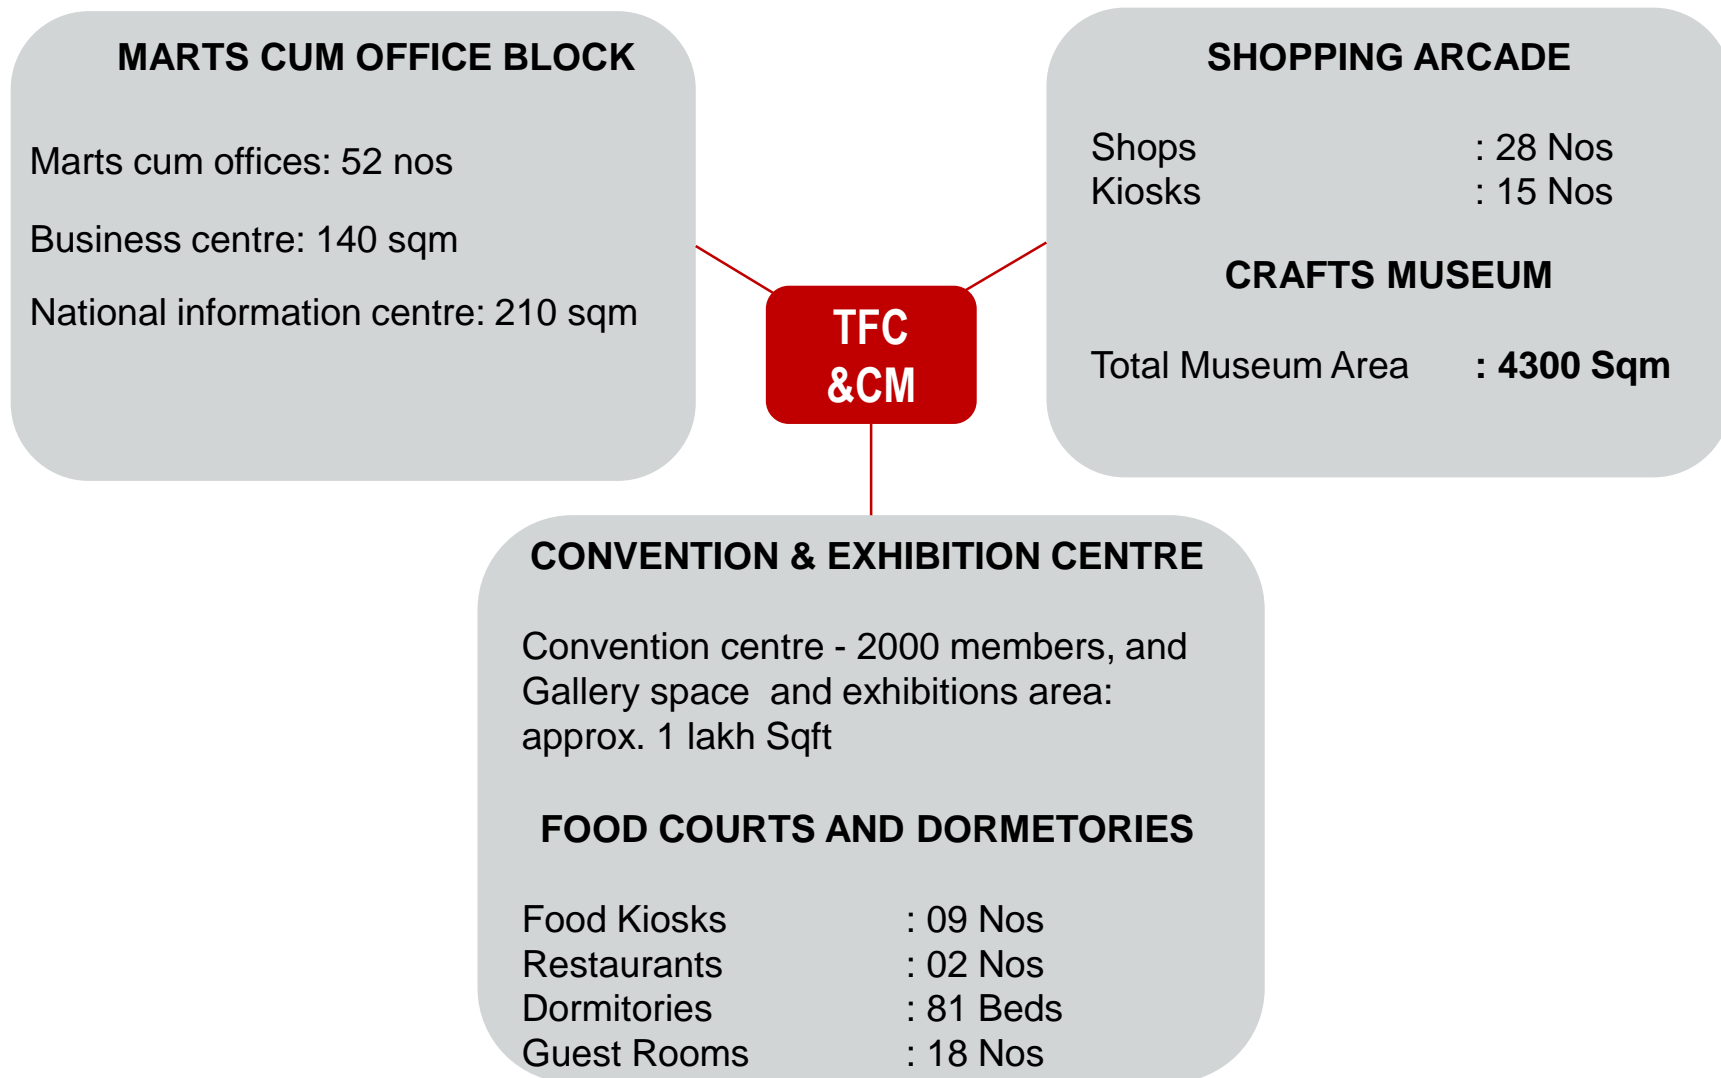 MARTS CUM OFFICE BLOCK
Marts cum offices: 52 nos
Business centre: 140 sqm
National information centre: 210 sqm
SHOPPING ARCADE
Shops : 28 Nos
Kiosks : 15 Nos
CRAFTS MUSEUM
Total Museum Area : 4300 Sqm
TFC
&CM
CONVENTION & EXHIBITION CENTRE
Convention centre - 2000 members, and
Gallery space and exhibitions area:
approx. 1 lakh Sqft
FOOD COURTS AND DORMETORIES
Food Kiosks : 09 Nos
Restaurants : 02 Nos
Dormitories : 81 Beds
Guest Rooms : 18 Nos